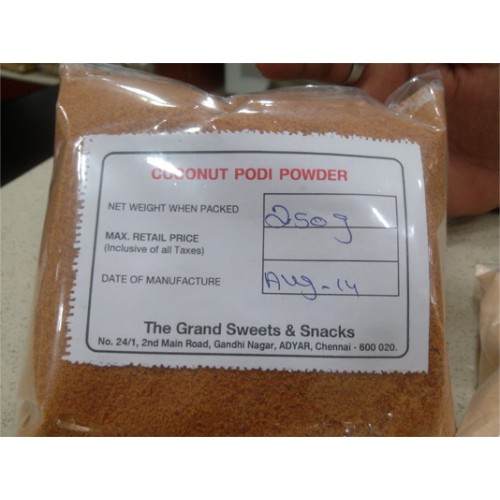 COCONUT PODI POWDER
NET WEIGHT WHEN PACKED 250g
MAX. RETAIL PRICE
(Inclusive of all Taxes)
DATE OF MANUFACTURE Aug-14
The Grand Sweets & Snacks
No. 24/1, 2nd Main Road, Gandhi Nagar, ADYAR, Chennai - 600 020.